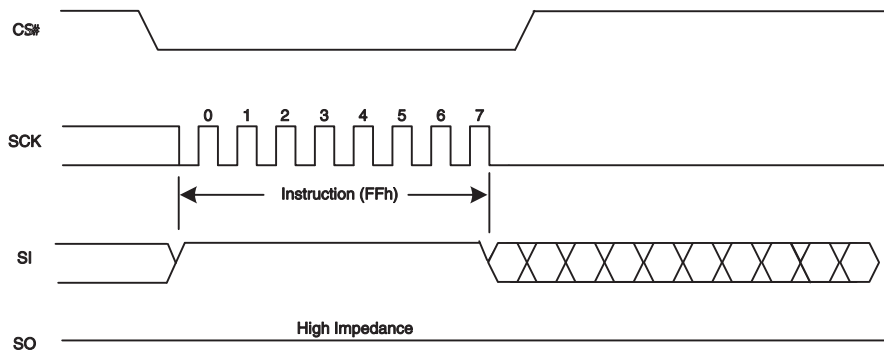 CS#
0 1 2 3 4 5 6 7
SCK
Instruction (FFh)
SI
High Impedance
SO